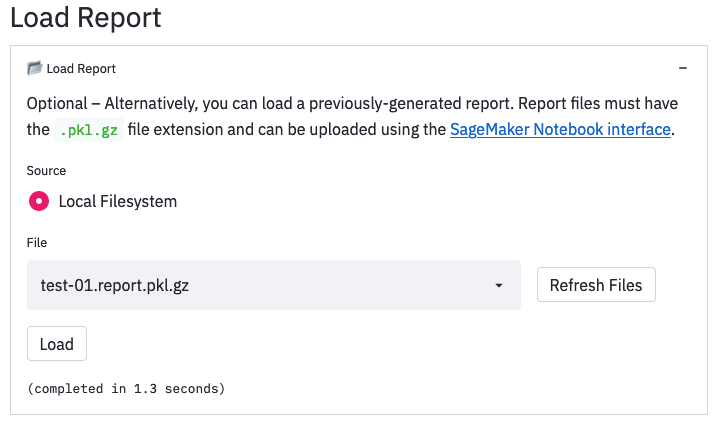 Load Report
Load Report
Optional – Alternatively, you can load a previously-generated report. Report files must have
the .pkl.gz file extension and can be uploaded using the SageMaker Notebook interface.
Source
Local Filesystem
File
test-01.report.pkl.gz
Refresh Files
Load
(completed in 1.3 seconds)